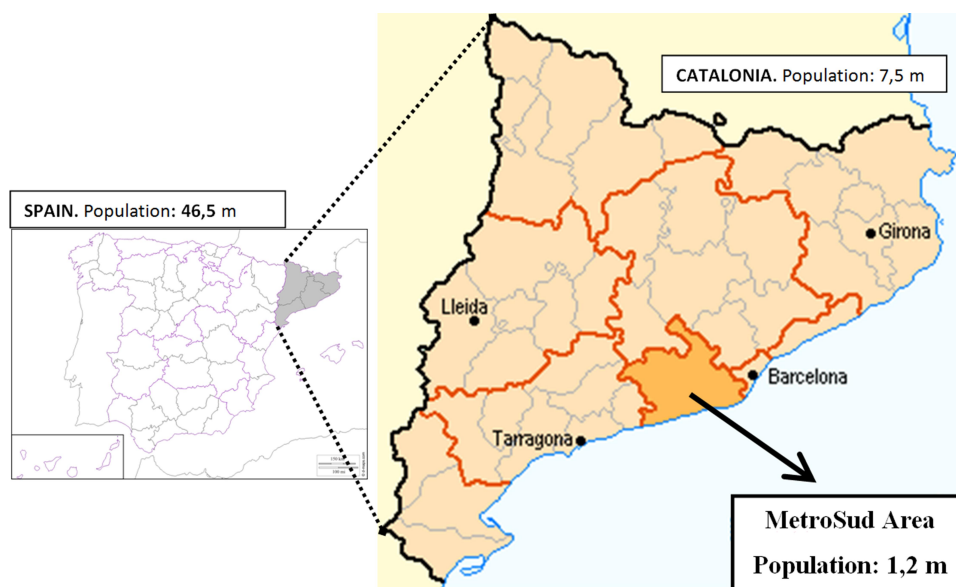 CATALONIA. Population: 7,5 m
SPAIN. Population: 46,5 m
Girona
Lleida
Barcelona
Tarragona
MetroSud Area
Population: 1,2 m